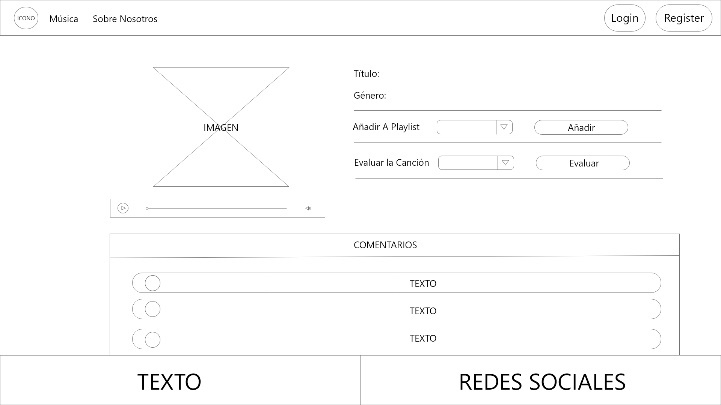 ICONO Música Sobre Nosotros Login Register
Título:
Género:
IMAGEN
Añadir A Playlist Añadir
Evaluar la Canción Evaluar
COMENTARIOS
TEXTO
TEXTO
TEXTO
TEXTO REDES SOCIALES